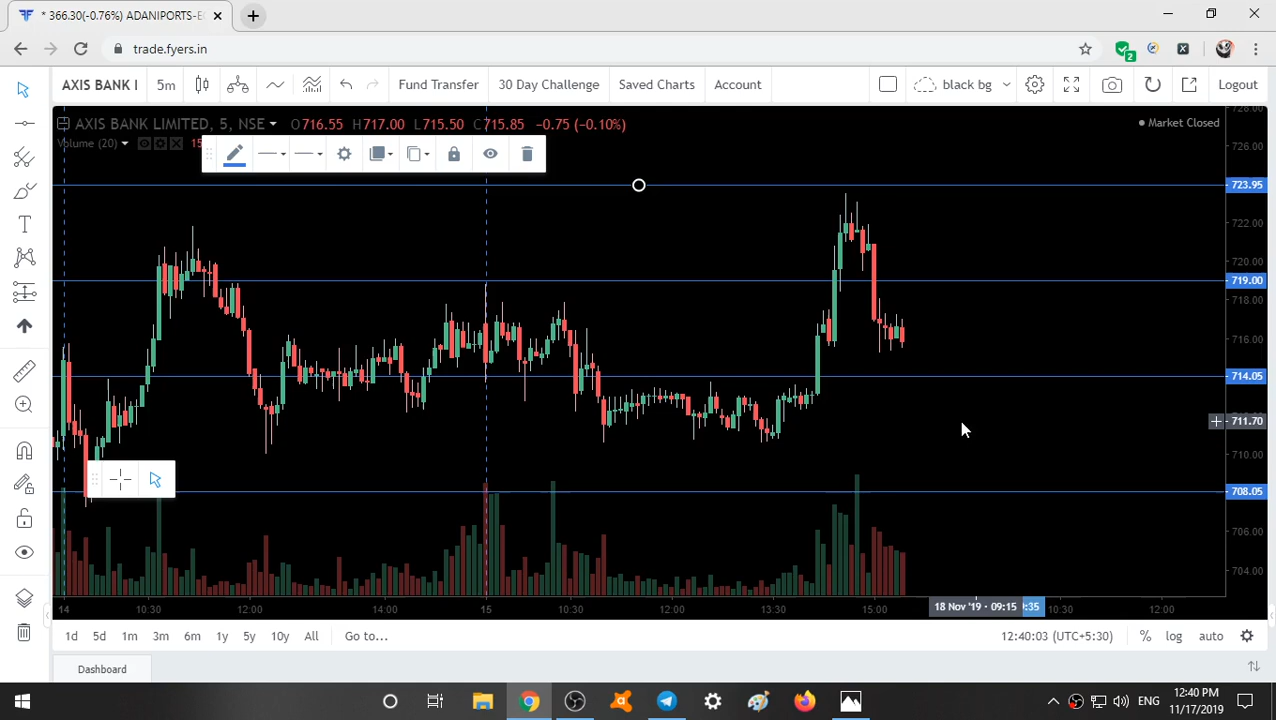 * 366.30(-0.76%) ADANIPORTS-E
trade.fyers.in
2
X
AXIS BANK I 5m Fund Transfer 30 Day Challenge Saved Charts Account black bg Logout
AXIS BANK LIMITED, 5, NSE O716.55 H717.00 L715.50 C715.85 -0.75 (-0.10%) Market Closed
Volume (20)
728.00
726.00
723.95
722.00
720.00
719.00
718.00
716.00
714.05
711.70
710.00
708.05
706.00
704.00
14 10:30 12:00 14:00 15 10:30 12:00 13:30 15:00 18 Nov '19 - 09:15 :35 10:30 12:00
1d 5d 1m 3m 6m 1y 5y 10y All Go to... 12:40:03 (UTC+5:30) % log auto
Dashboard
ENG 12:40 PM
11/17/2019